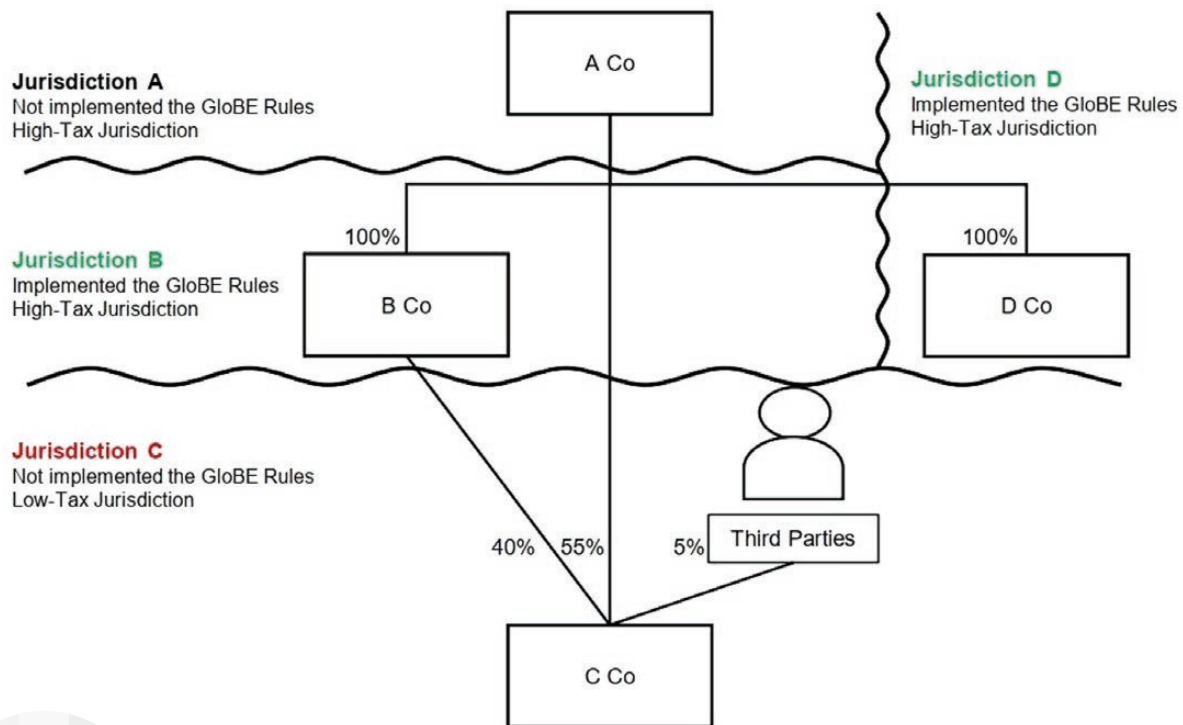 A Co
Jurisdiction A
Not implemented the GloBE Rules
High-Tax Jurisdiction
Jurisdiction D
Implemented the GloBE Rules
High-Tax Jurisdiction
100%
100%
Jurisdiction B
Implemented the GloBE Rules
High-Tax Jurisdiction
B Co
D Co
Jurisdiction C
Not implemented the GloBE Rules
Low-Tax Jurisdiction
40%
55%
5%
Third Parties
C Co